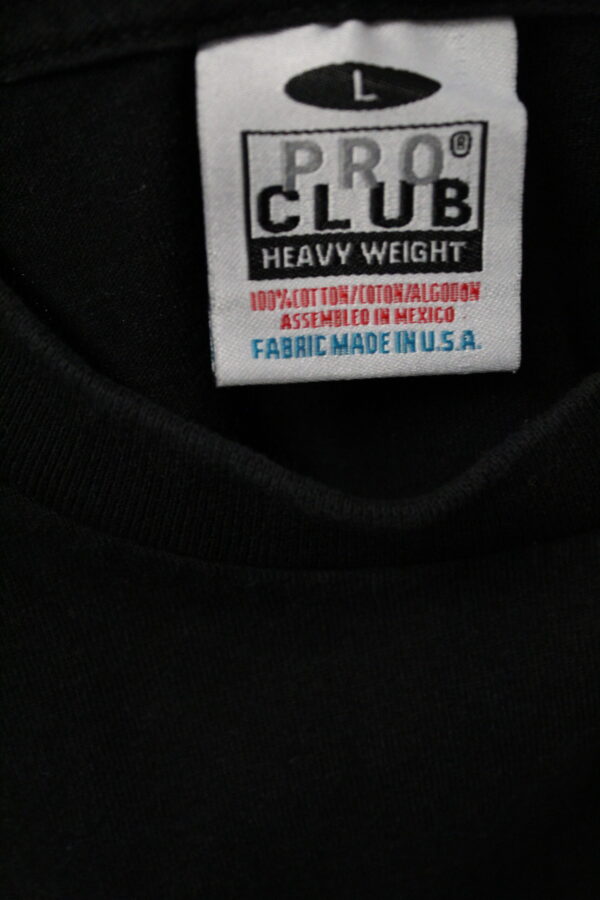 L
PRO®
CLUB
HEAVY WEIGHT
100%COTTON/COTON/ALGODON
ASSEMBLED IN MEXICO
FABRIC MADE IN U.S.A.